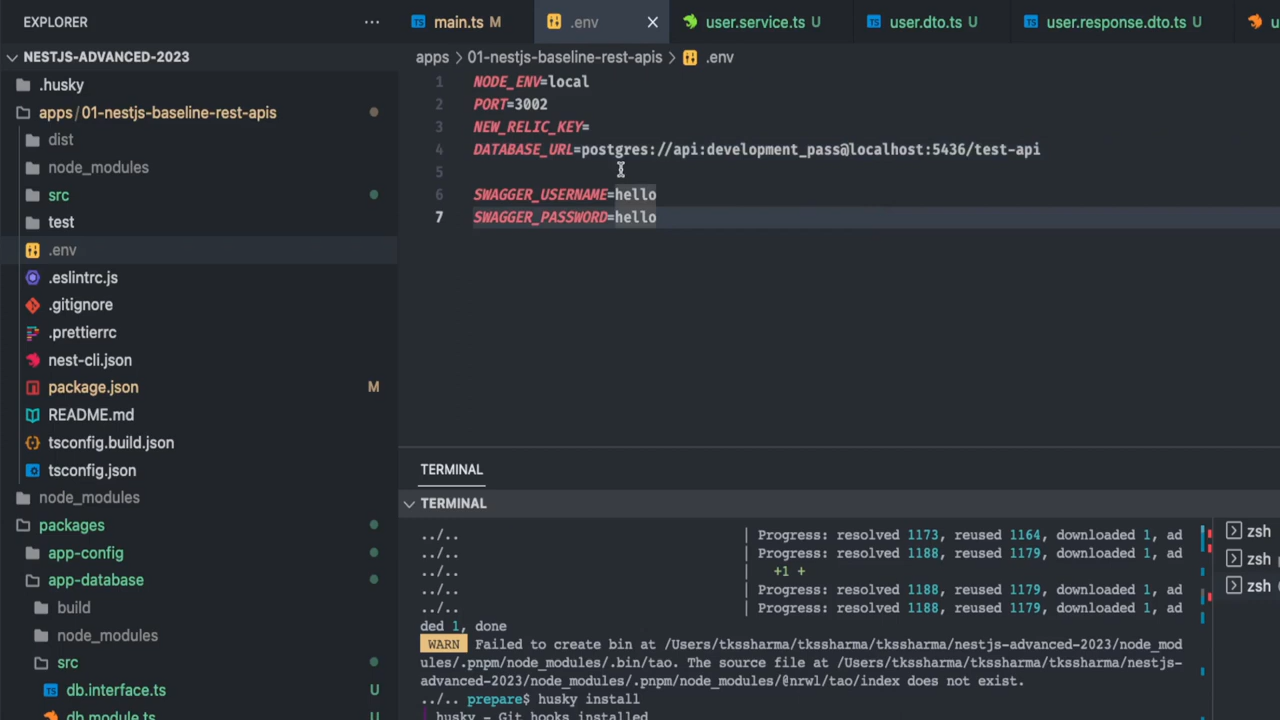 EXPLORER
NESTJS-ADVANCED-2023
.husky
apps / 01-nestjs-baseline-rest-apis
dist
node_modules
src
test
.env
.eslintrc.js
.gitignore
.prettierrc
nest-cli.json
package.json M
README.md
tsconfig.build.json
tsconfig.json
node_modules
packages
app-config
app-database
build
node_modules
src
db.interface.ts U
db.module.ts U
main.ts M
.env
user.service.ts U
user.dto.ts U
user.response.dto.ts U
apps > 01-nestjs-baseline-rest-apis > .env
1 NODE_ENV=local
2 PORT=3002
3 NEW_RELIC_KEY=
4 DATABASE_URL=postgres://api:development_pass@localhost:5436/test-api
5
6 SWAGGER_USERNAME=hello
7 SWAGGER_PASSWORD=hello
TERMINAL
TERMINAL
../.. | Progress: resolved 1173, reused 1164, downloaded 1, ad
../.. | Progress: resolved 1188, reused 1179, downloaded 1, ad
../.. | +1 +
../.. | Progress: resolved 1188, reused 1179, downloaded 1, ad
../.. | Progress: resolved 1188, reused 1179, downloaded 1, ad
ded 1, done
WARN Failed to create bin at /Users/tkssharma/tkssharma/nestjs-advanced-2023/node_mod
ules/.pnpm/node_modules/.bin/tao. The source file at /Users/tkssharma/tkssharma/nestjs-
advanced-2023/node_modules/.pnpm/node_modules/@nrwl/tao/index does not exist.
../.. prepare$ husky install
husky - Git hooks installed
zsh
zsh
zsh